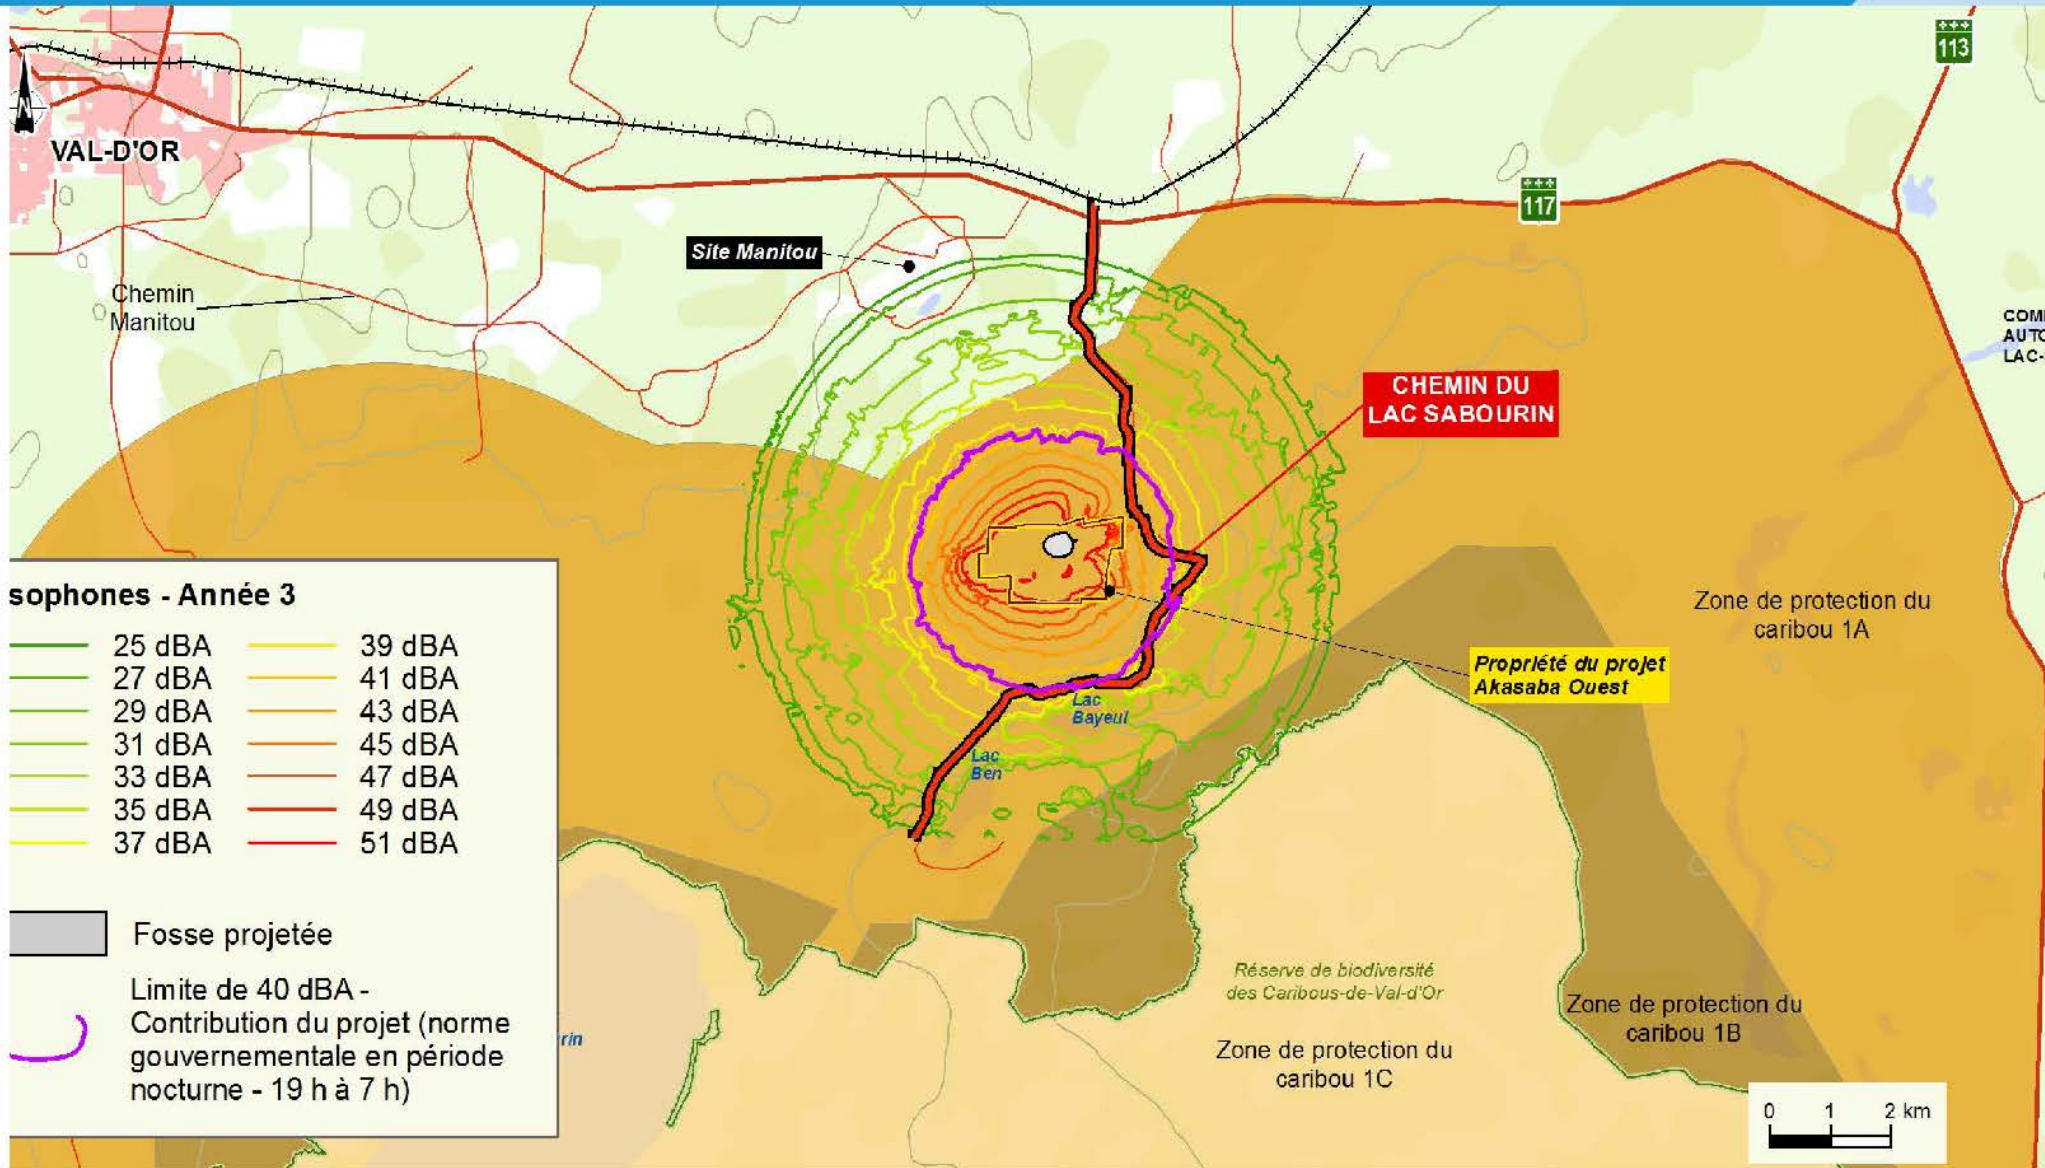 113
N
VAL-D'OR
117
Site Manitou
Chemin
Manitou
CHEMIN DU
LAC SABOURIN
sophones - Année 3
25 dBA
27 dBA
29 dBA
31 dBA
33 dBA
35 dBA
37 dBA
39 dBA
41 dBA
43 dBA
45 dBA
47 dBA
49 dBA
51 dBA
Fosse projetée
Limite de 40 dBA -
Contribution du projet (norme
gouvernementale en période
nocturne - 19 h à 7 h)
Zone de protection du
caribou 1A
Propriété du projet
Akasaba Ouest
Lac
Bayeul
Lac
Ben
Réserve de biodiversité
des Caribous-de-Val-d'Or
Zone de protection du
caribou 1B
Zone de protection du
caribou 1C
rin
0 1 2 km